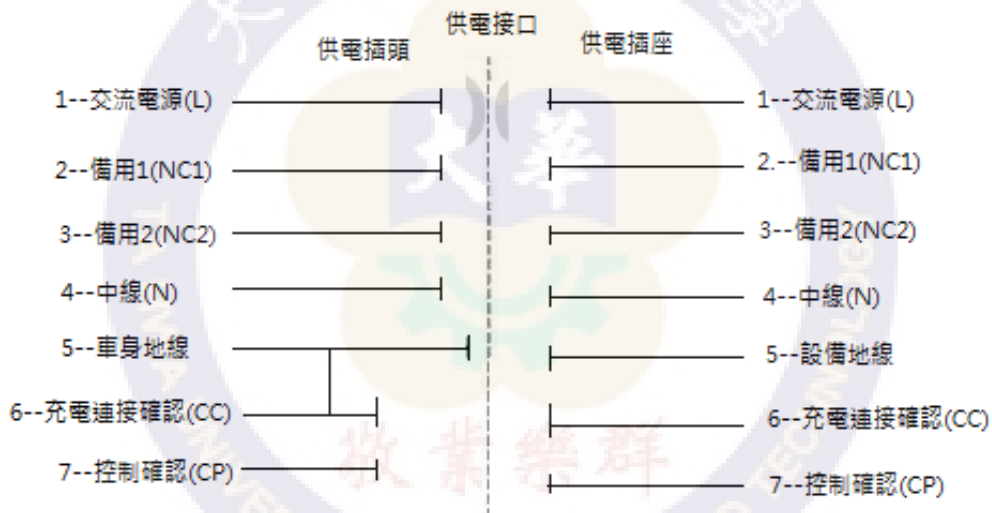 供電接口
供電插頭
供電插座
1--交流電源(L)
1--交流電源(L)
2--備用1(NC1)
2.--備用1(NC1)
3--備用2(NC2)
3--備用2(NC2)
4--中線(N)
4--中線(N)
5--車身地線
5--設備地線
6--充電連接確認(CC)
6--充電連接確認(CC)
7--控制確認(CP)
7--控制確認(CP)
大華
敬業樂群